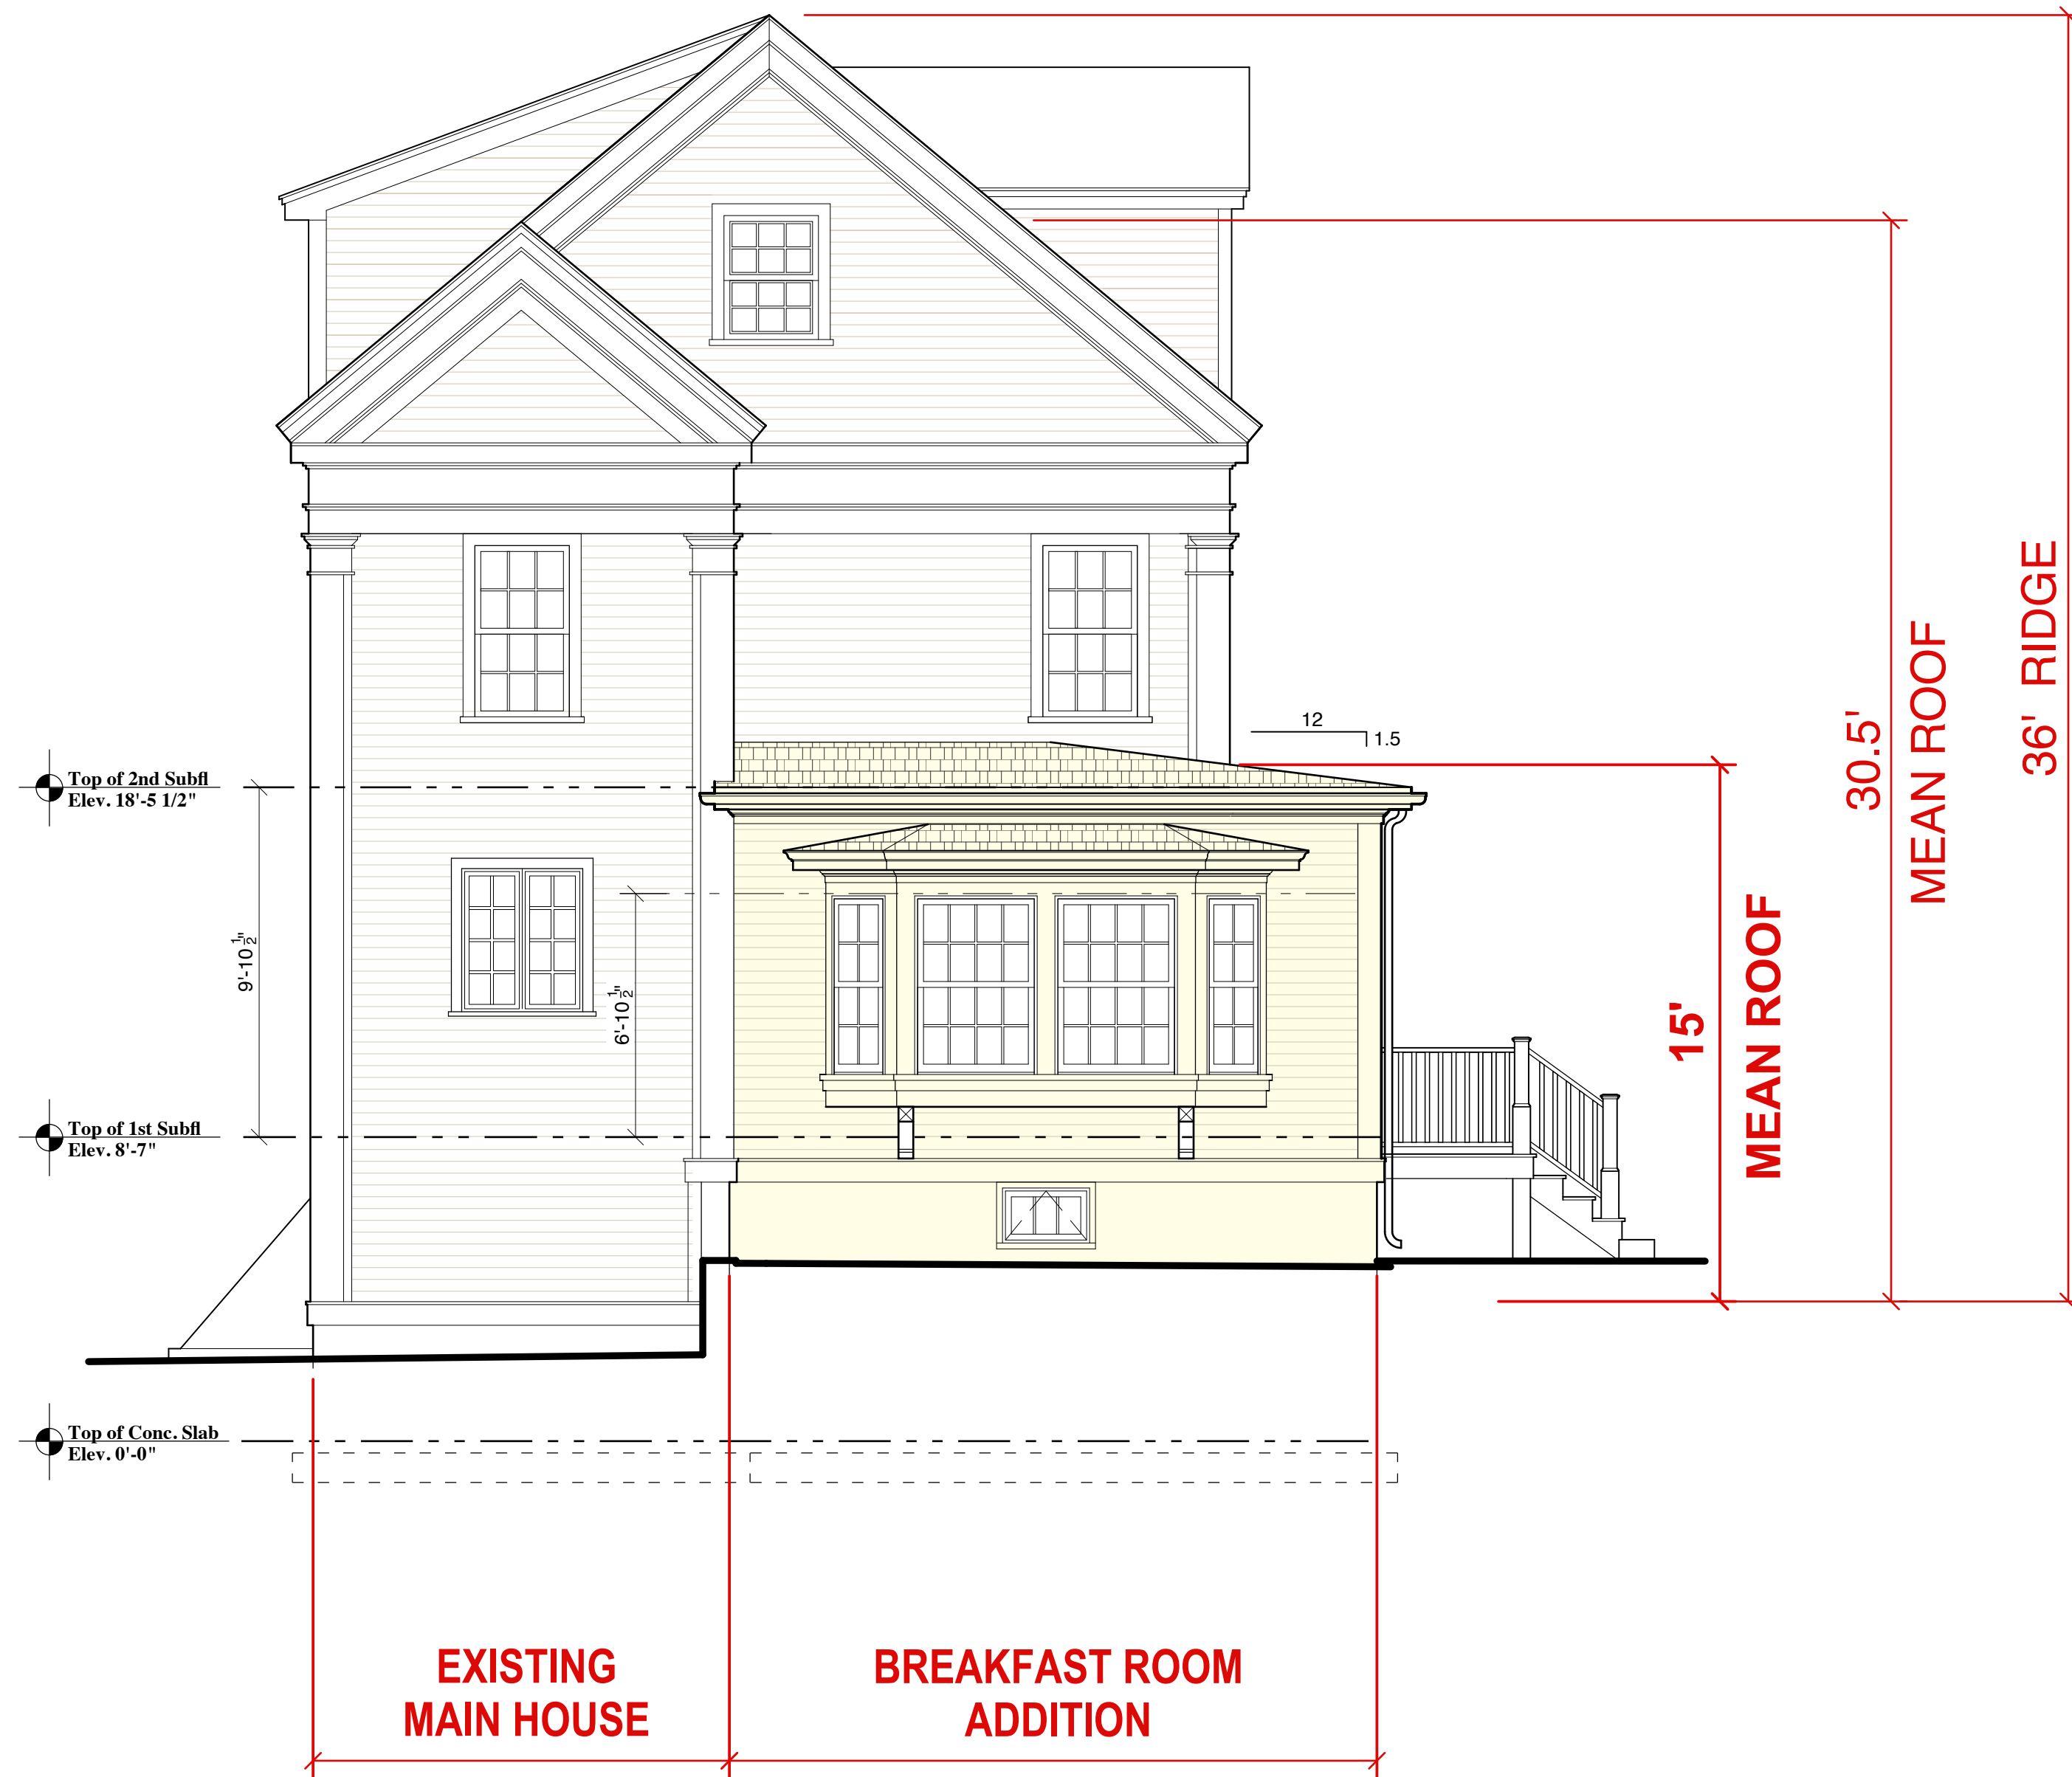 36' RIDGE
30.5'
MEAN ROOF
12
1.5
Top of 2nd Subfl
Elev. 18'-5 1/2"
9'-10 1/2"
6'-10 1/2"
15'
MEAN ROOF
Top of 1st Subfl
Elev. 8'-7"
Top of Conc. Slab
Elev. 0'-0"
EXISTING
MAIN HOUSE
BREAKFAST ROOM
ADDITION